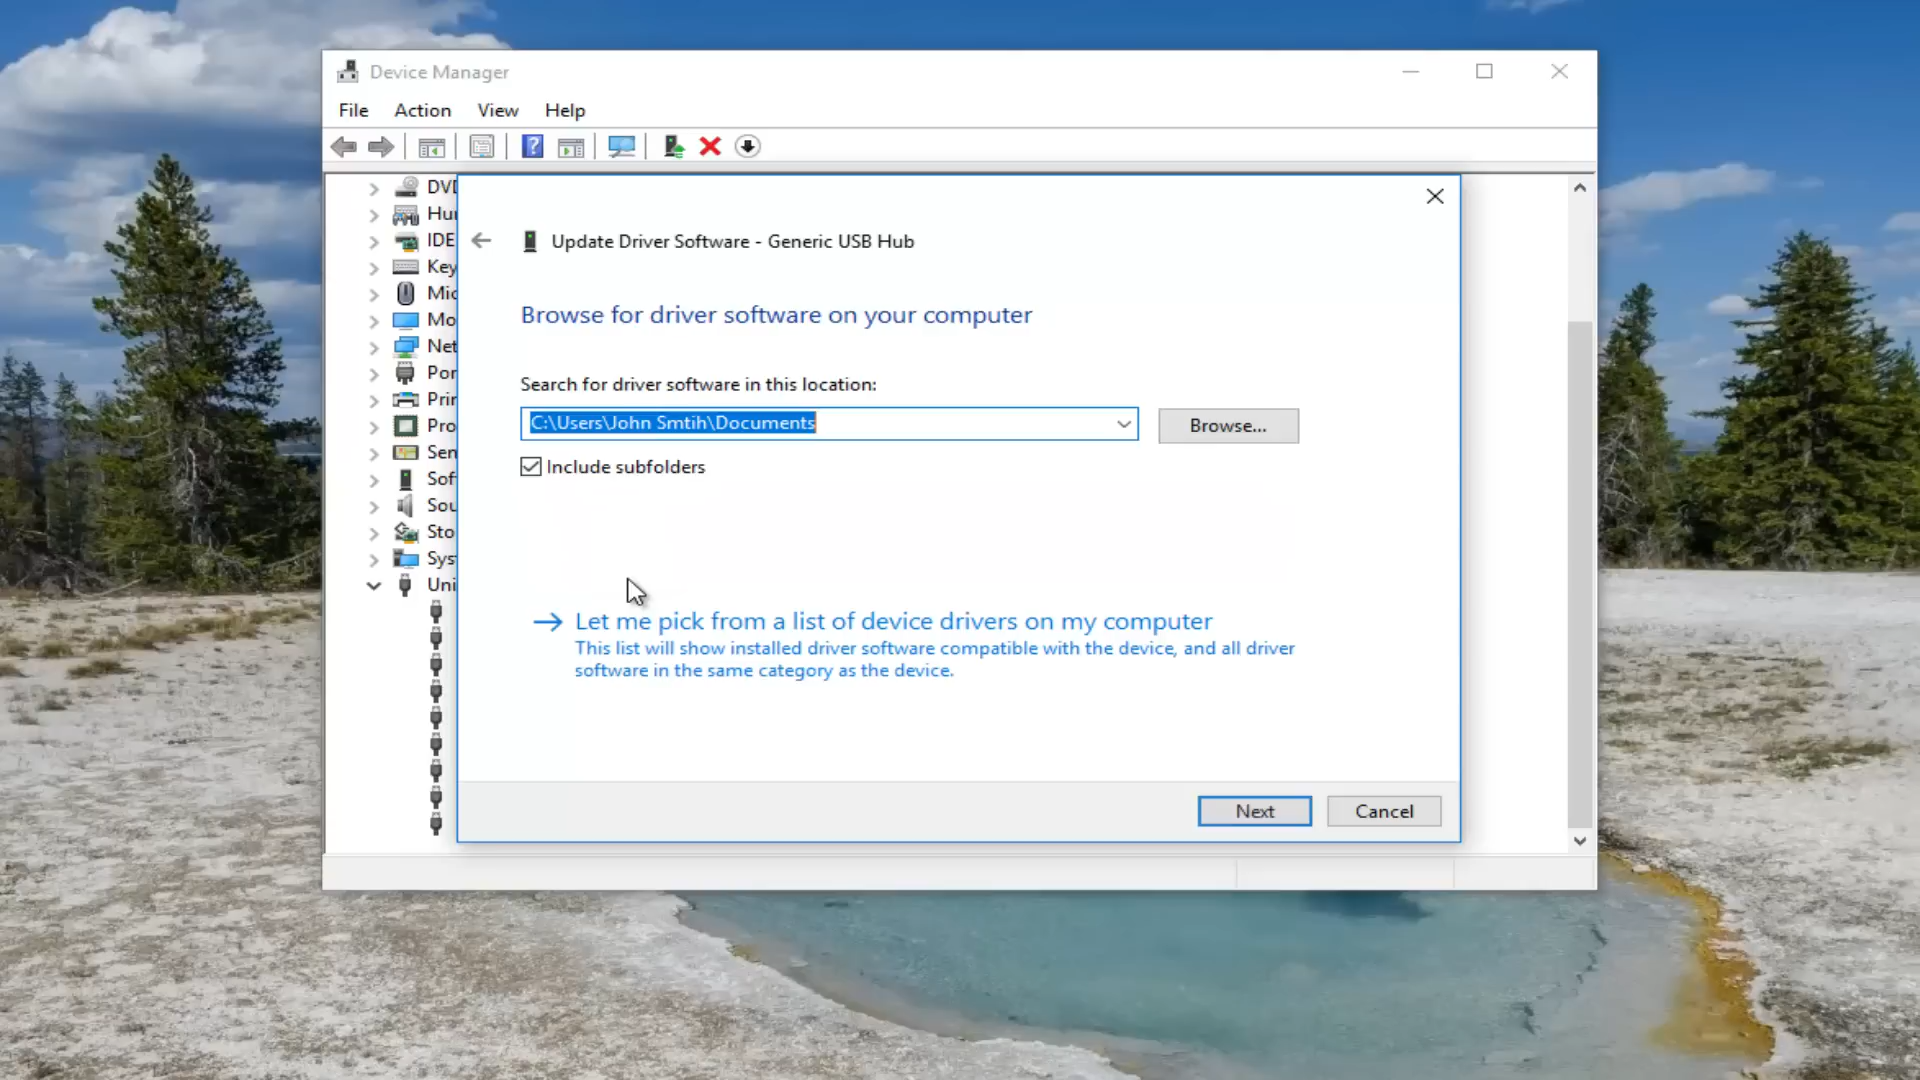 Device Manager
File Action View Help
DVD
Hu
IDE
Key
Mic
Mo
Net
Por
Prin
Pro
Sen
Sof
Sou
Sto
Sys
Uni
Update Driver Software - Generic USB Hub
Browse for driver software on your computer
Search for driver software in this location:
C:\Users\John Smtih\Documents
Browse...
Include subfolders
Let me pick from a list of device drivers on my computer
This list will show installed driver software compatible with the device, and all driver
software in the same category as the device.
Next Cancel